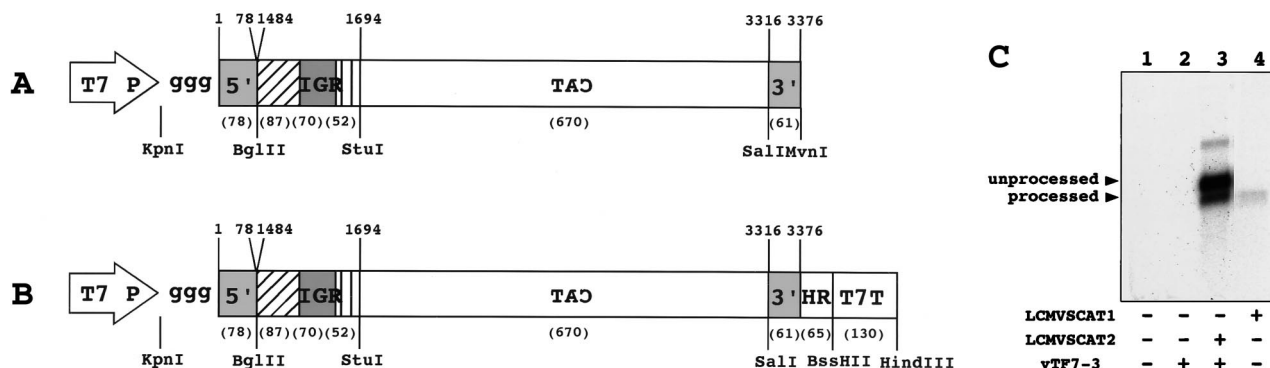 1 78 1484 1694 3316 3376
A T7 P ggg 5' IGR CAT 3'
(78) (87) (70) (52) (670) (61)
KpnI BglII StuI SalI MvnI
1 78 1484 1694 3316 3376
B T7 P ggg 5' IGR CAT 3' HR T7T
(78) (87) (70) (52) (670) (61) (65) (130)
KpnI BglII StuI SalI BssHII HindIII
C
1 2 3 4
unprocessed
processed
LCMVSCAT1 - - - +
LCMVSCAT2 - - + -
vTF7-3 - + + -